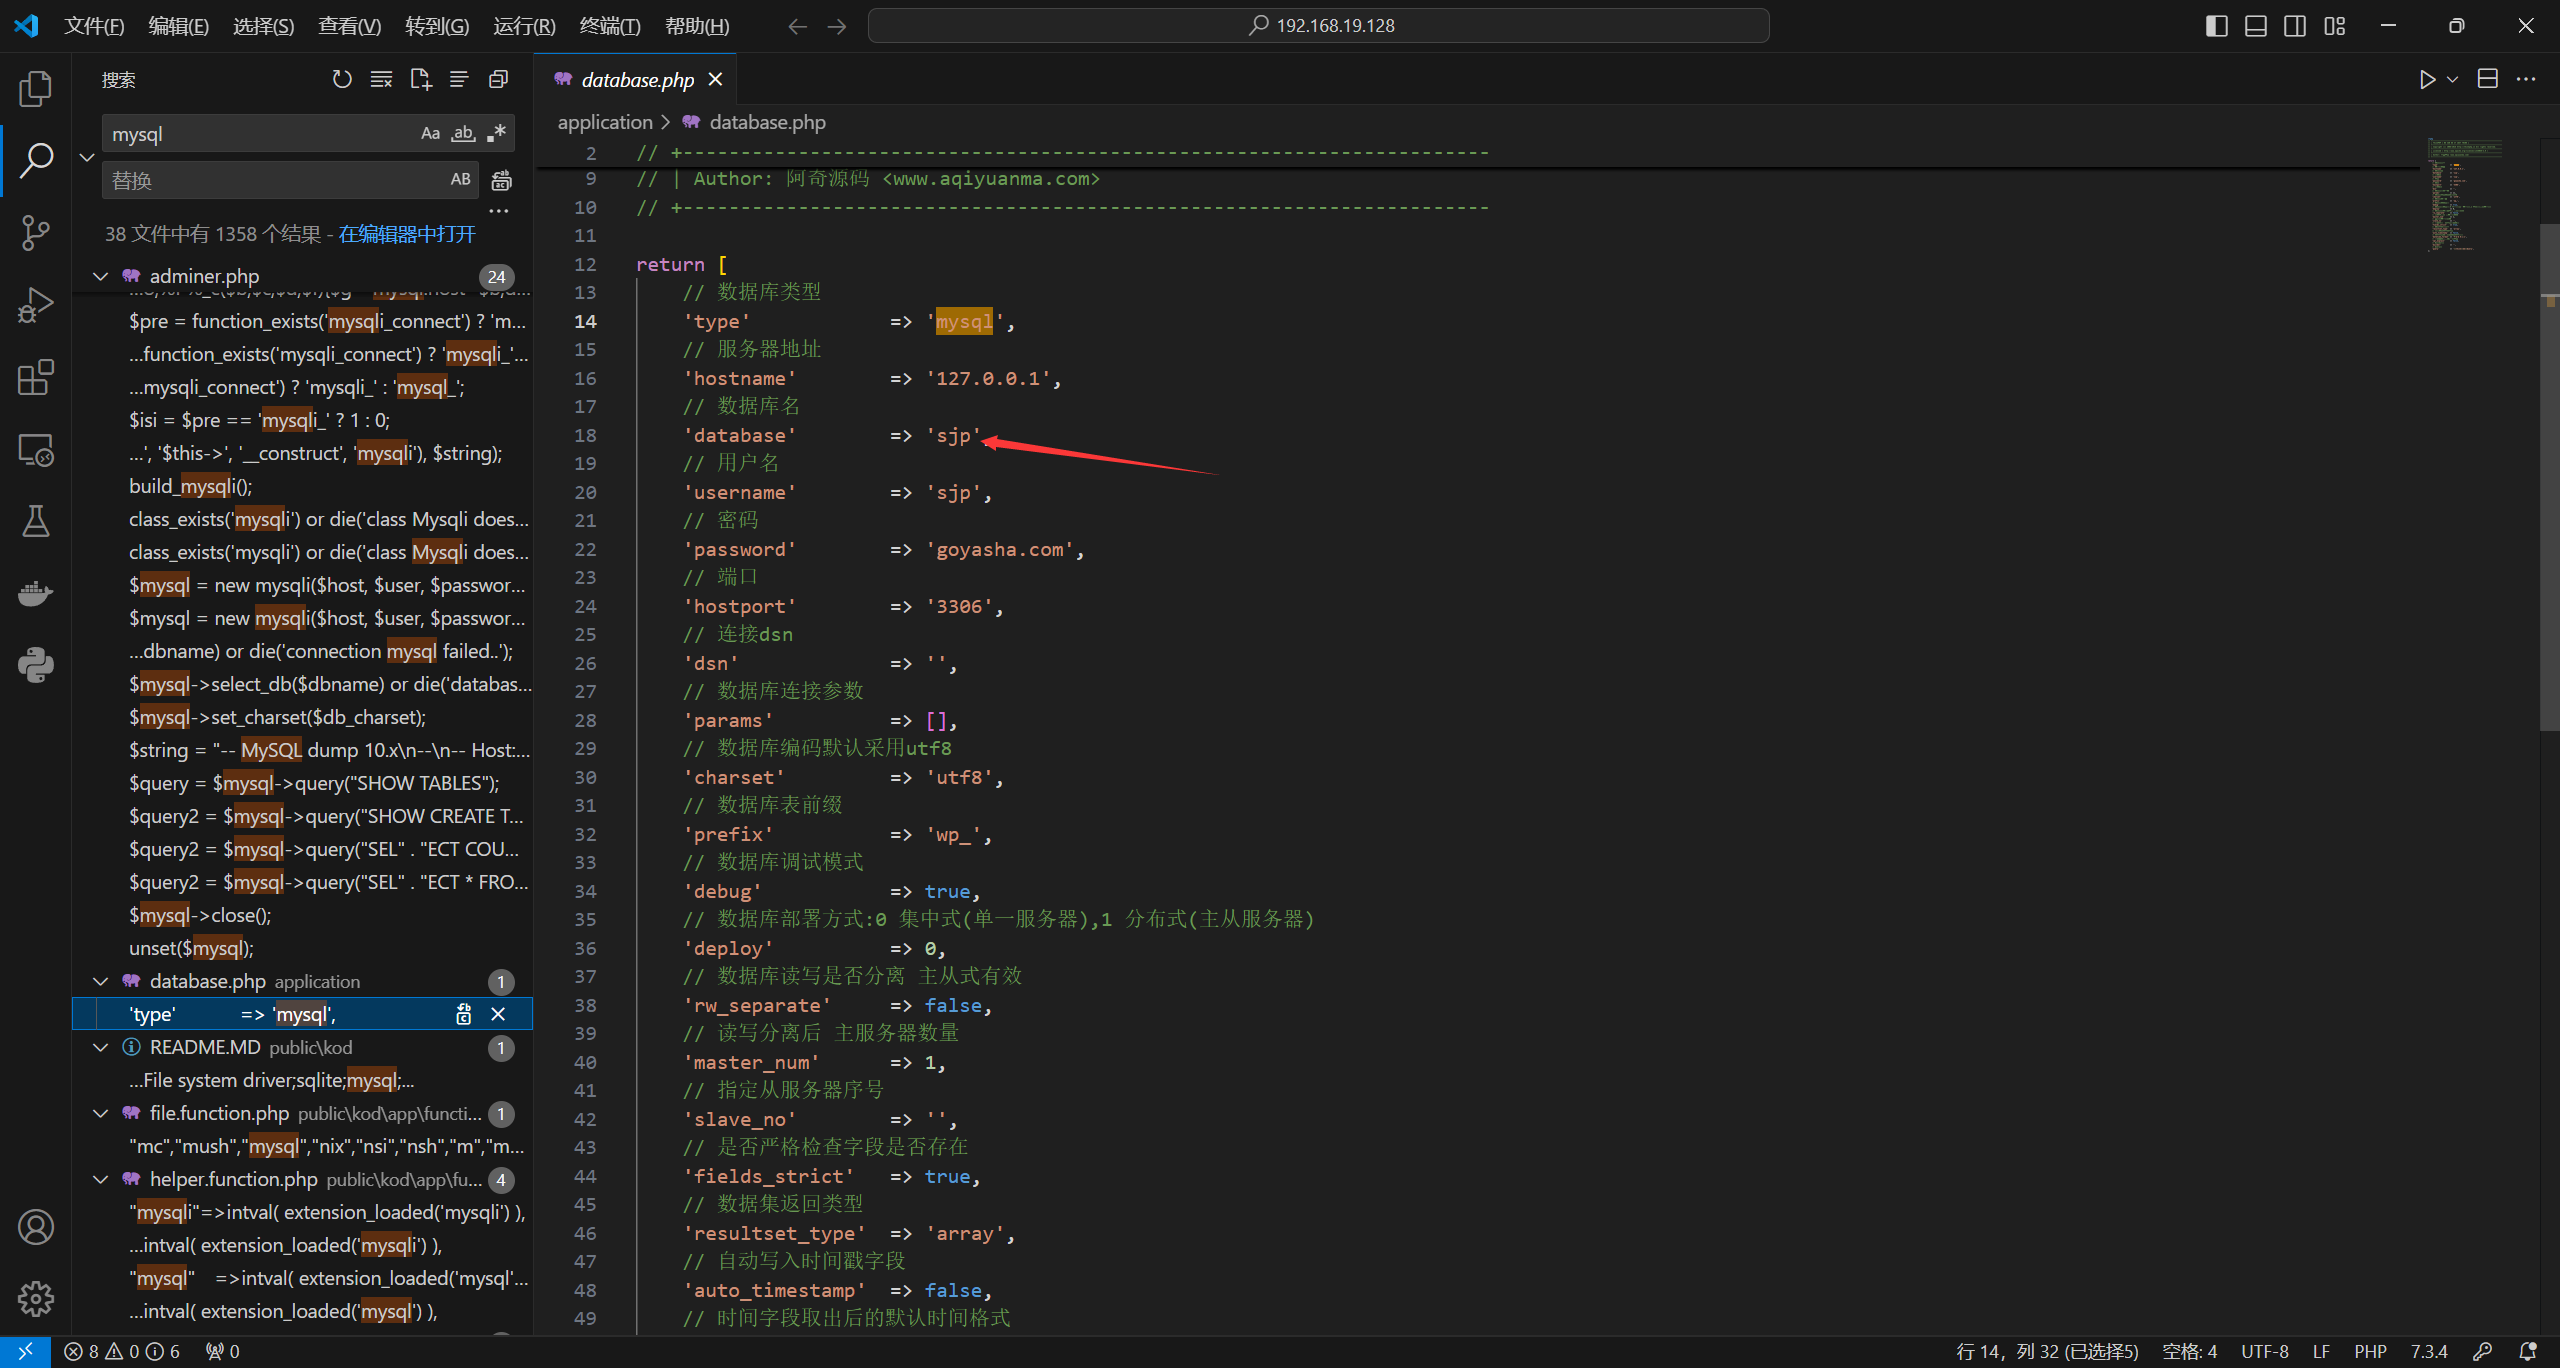 文件(F) 编辑(E) 选择(S) 查看(V) 转到(G) 运行(R) 终端(T) 帮助(H) 192.168.19.128
搜索
mysql Aa ab .*
替换 AB
38 文件中有 1358 个结果 - 在编辑器中打开
adminer.php 24
$pre = function_exists('mysqli_connect') ? 'm...
...function_exists('mysqli_connect') ? 'mysqli_'...
...mysqli_connect') ? 'mysqli_' : 'mysql_';
$isi = $pre == 'mysqli_' ? 1 : 0;
...', '$this->', '__construct', 'mysqli'), $string);
build_mysqli();
class_exists('mysqli') or die('class Mysqli does...
class_exists('mysqli') or die('class Mysqli does...
$mysql = new mysqli($host, $user, $passwor...
$mysql = new mysqli($host, $user, $passwor...
...dbname) or die('connection mysql failed..');
$mysql->select_db($dbname) or die('databas...
$mysql->set_charset($db_charset);
$string = "-- MySQL dump 10.x\n--\n-- Host:...
$query = $mysql->query("SHOW TABLES");
$query2 = $mysql->query("SHOW CREATE T...
$query2 = $mysql->query("SEL" . "ECT COU...
$query2 = $mysql->query("SEL" . "ECT * FRO...
$mysql->close();
unset($mysql);
database.php application 1
'type' => 'mysql',
README.MD public\kod 1
...File system driver;sqlite;mysql;...
file.function.php public\kod\app\functi... 1
"mc","mush","mysql","nix","nsi","nsh","m","m...
helper.function.php public\kod\app\fu... 4
"mysqli"=>intval( extension_loaded('mysqli') ),
...intval( extension_loaded('mysqli') ),
"mysql" =>intval( extension_loaded('mysql'...
...intval( extension_loaded('mysql') ),
database.php
application > database.php
2 // +----------------------------------------------------------------------
9 // | Author: 阿奇源码 <www.aqiyuanma.com>
10 // +----------------------------------------------------------------------
11
12 return [
13 // 数据库类型
14 'type' => 'mysql',
15 // 服务器地址
16 'hostname' => '127.0.0.1',
17 // 数据库名
18 'database' => 'sjp',
19 // 用户名
20 'username' => 'sjp',
21 // 密码
22 'password' => 'goyasha.com',
23 // 端口
24 'hostport' => '3306',
25 // 连接dsn
26 'dsn' => '',
27 // 数据库连接参数
28 'params' => [],
29 // 数据库编码默认采用utf8
30 'charset' => 'utf8',
31 // 数据库表前缀
32 'prefix' => 'wp_',
33 // 数据库调试模式
34 'debug' => true,
35 // 数据库部署方式:0 集中式(单一服务器),1 分布式(主从服务器)
36 'deploy' => 0,
37 // 数据库读写是否分离 主从式有效
38 'rw_separate' => false,
39 // 读写分离后 主服务器数量
40 'master_num' => 1,
41 // 指定从服务器序号
42 'slave_no' => '',
43 // 是否严格检查字段是否存在
44 'fields_strict' => true,
45 // 数据集返回类型
46 'resultset_type' => 'array',
47 // 自动写入时间戳字段
48 'auto_timestamp' => false,
49 // 时间字段取出后的默认时间格式
8 0 6 0 行 14，列 32 (已选择5) 空格: 4 UTF-8 LF PHP 7.3.4